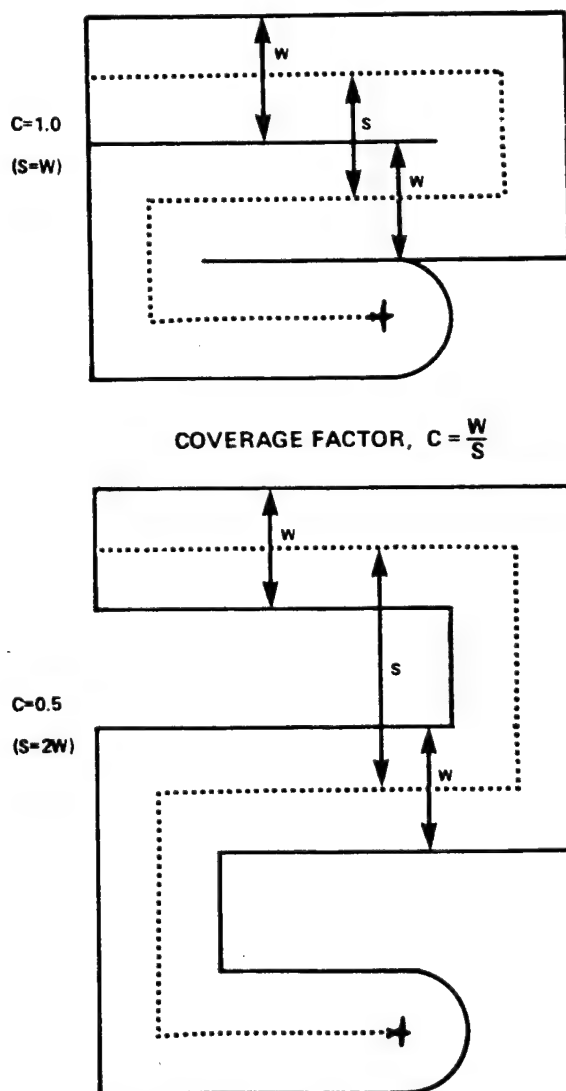 W
C=1.0
S
(S=W)
W
COVERAGE FACTOR, C = W/S
W
S
C=0.5
(S=2W)
W